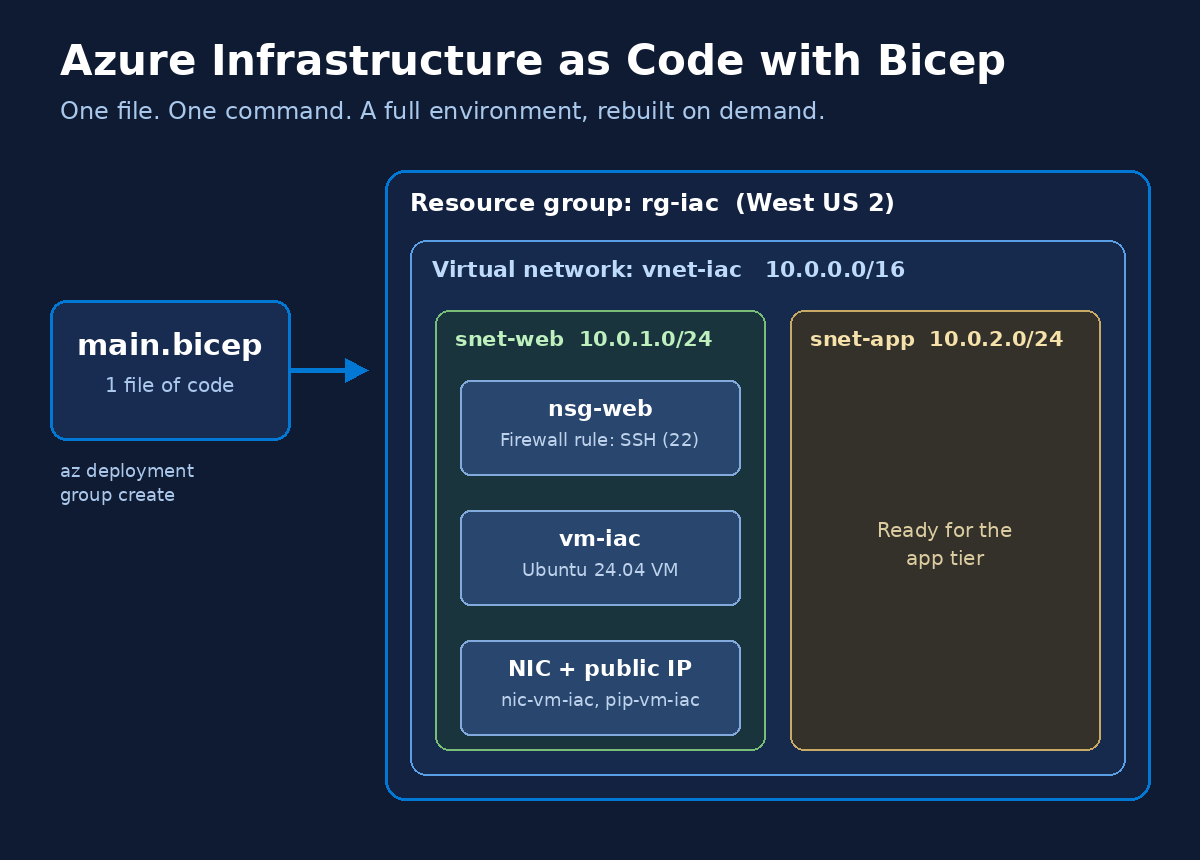 Azure Infrastructure as Code with Bicep
One file. One command. A full environment, rebuilt on demand.
Resource group: rg-iac  (West US 2)
Virtual network: vnet-iac   10.0.0.0/16
main.bicep
1 file of code
az deployment
group create
snet-web  10.0.1.0/24
nsg-web
Firewall rule: SSH (22)
vm-iac
Ubuntu 24.04 VM
NIC + public IP
nic-vm-iac, pip-vm-iac
snet-app  10.0.2.0/24
Ready for the
app tier